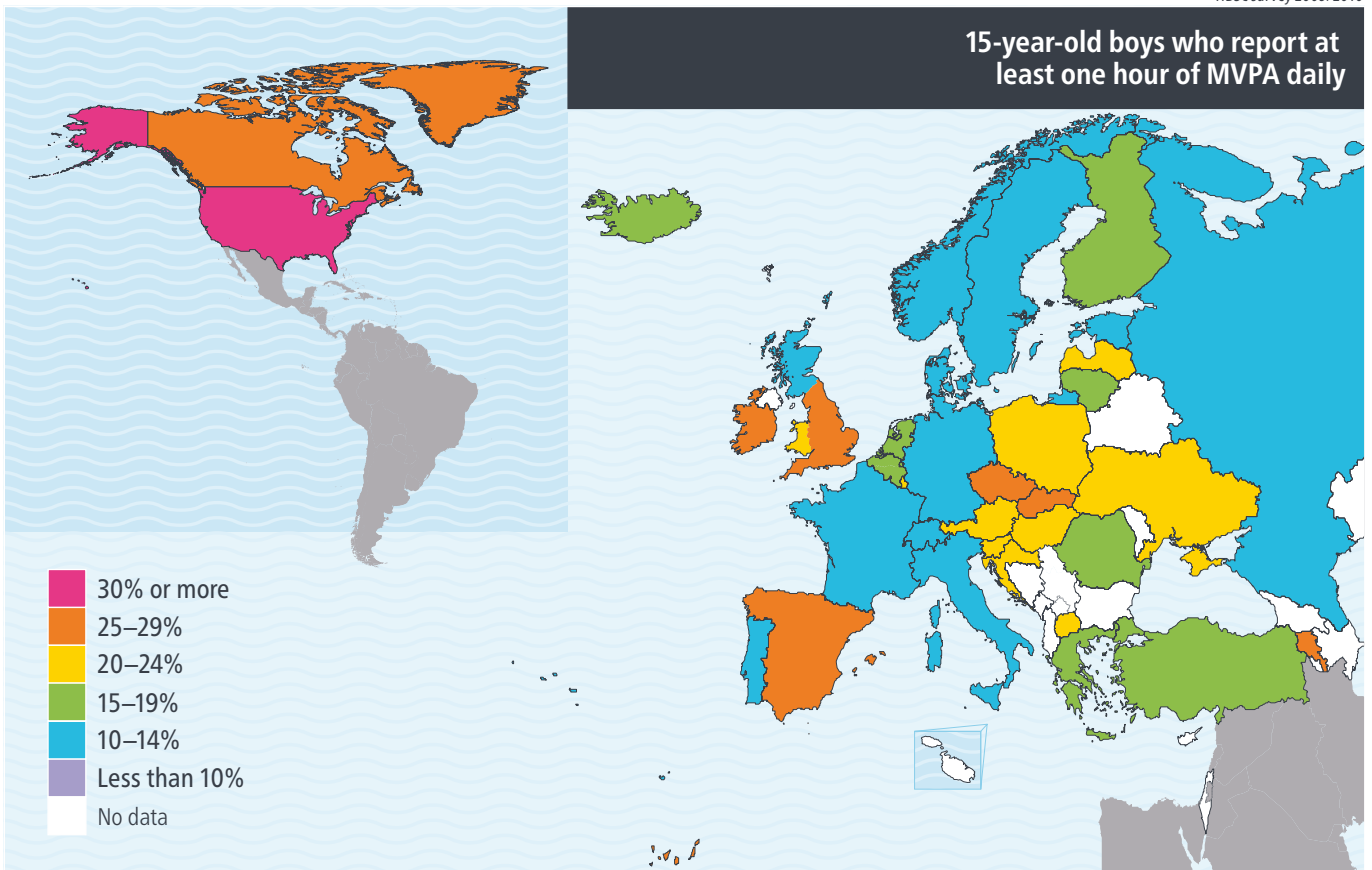 15-year-old boys who report at
least one hour of MVPA daily
30% or more
25–29%
20–24%
15–19%
10–14%
Less than 10%
No data